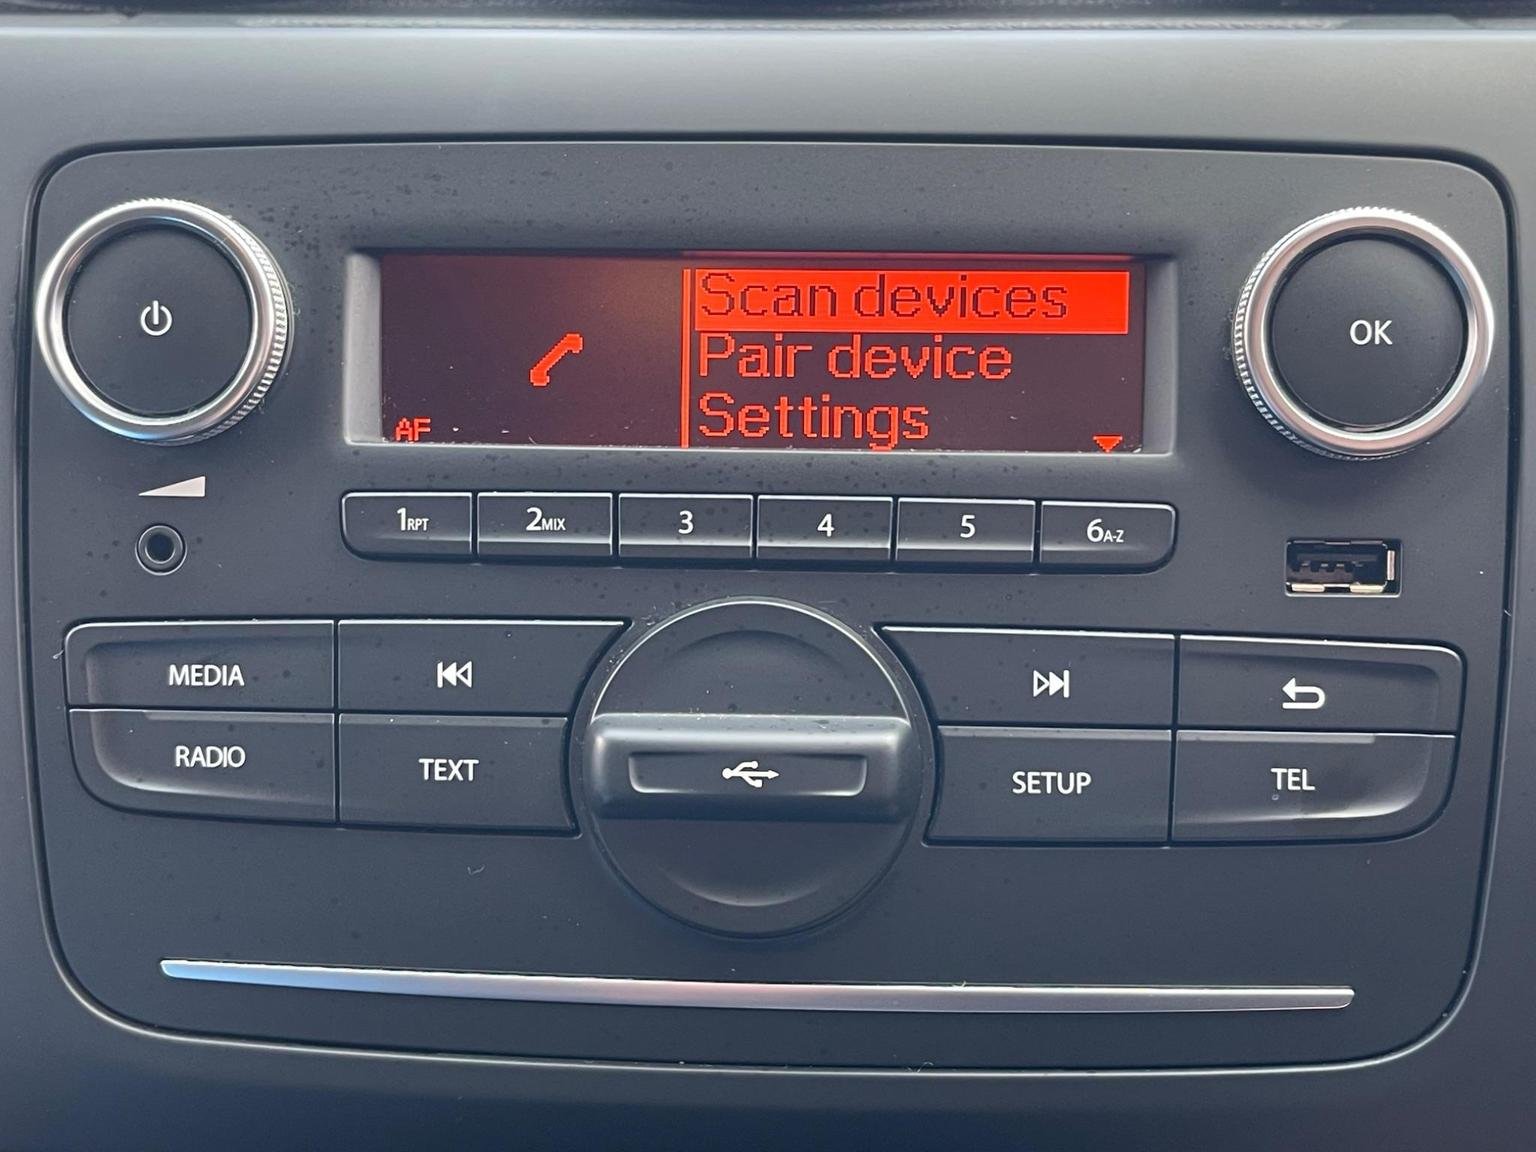 Scan devices
Pair device
Settings
AF
OK
1RPT
2MIX
3
4
5
6A-Z
MEDIA
RADIO
TEXT
SETUP
TEL